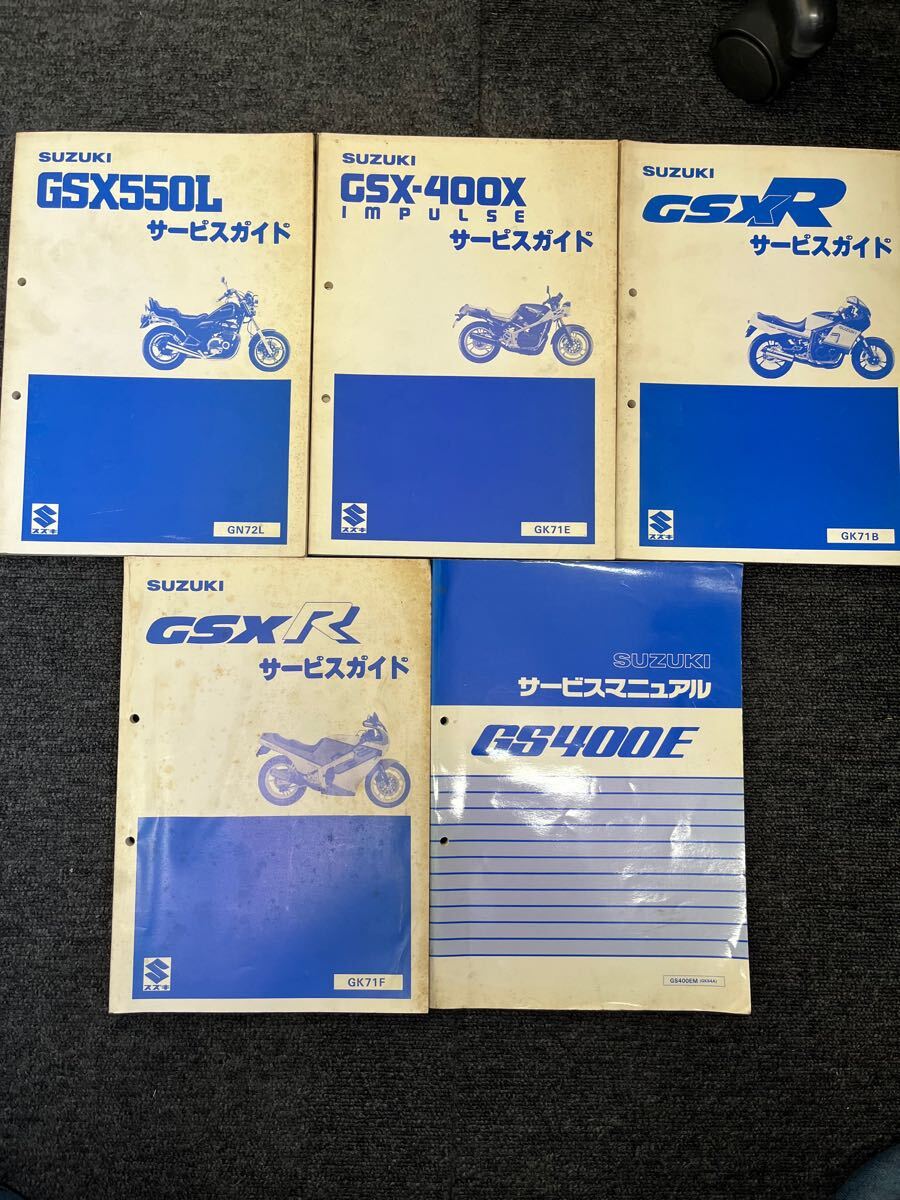 SUZUKI
GSX550L
サービスガイド
スズキ
GN72L
SUZUKI
GSX-400X
IMPULSE
サービスガイド
スズキ
GK71E
SUZUKI
GSXR
サービスガイド
SUZUKI
スズキ
GK71B
SUZUKI
GSXR
サービスガイド
スズキ
GK71F
SUZUKI
サービスマニュアル
GS400E
GS400EM (GK54A)